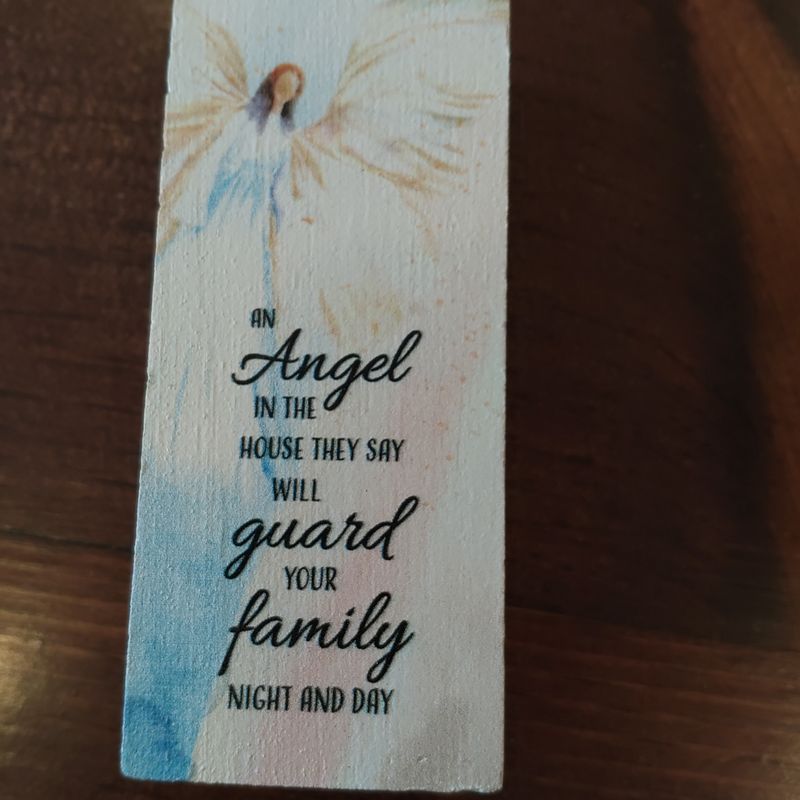 AN
Angel
IN THE
HOUSE THEY SAY
WILL
guard
YOUR
family
NIGHT AND DAY